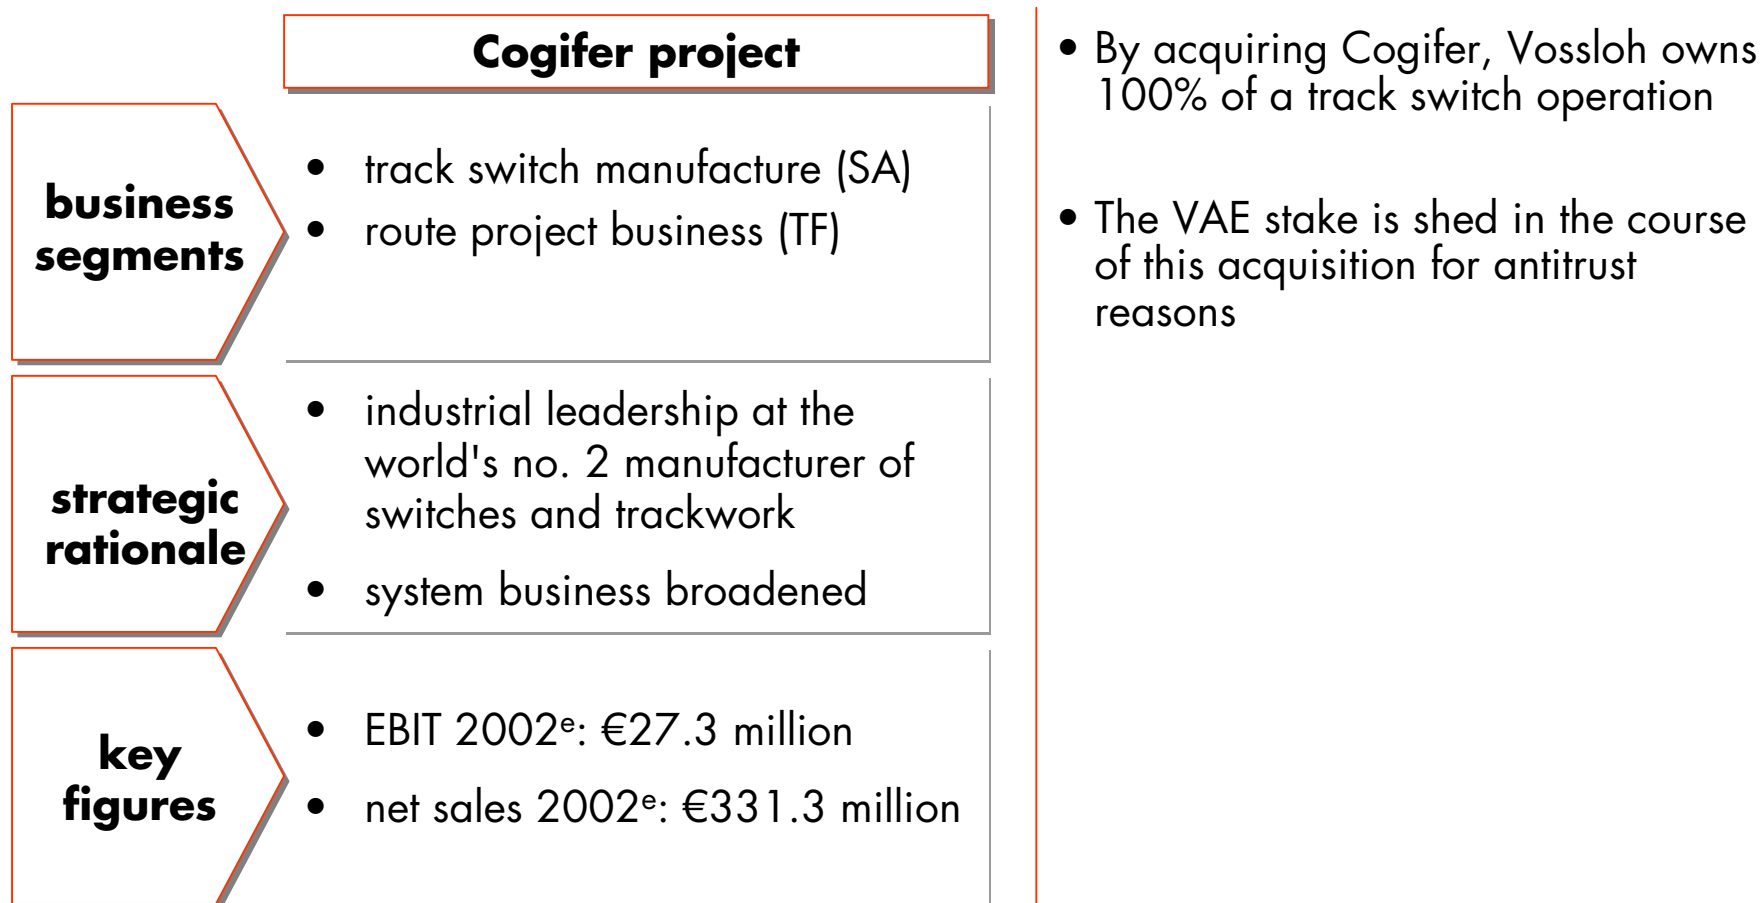 Cogifer project
business
segments
• track switch manufacture (SA)
• route project business (TF)
strategic
rationale
• industrial leadership at the
world's no. 2 manufacturer of
switches and trackwork
• system business broadened
key
figures
• EBIT 2002ᵉ: €27.3 million
• net sales 2002ᵉ: €331.3 million
• By acquiring Cogifer, Vossloh owns
100% of a track switch operation
• The VAE stake is shed in the course
of this acquisition for antitrust
reasons